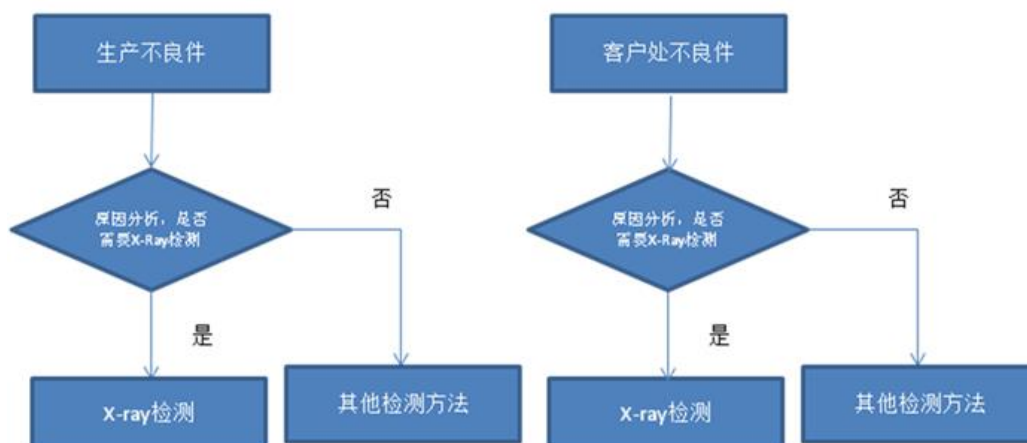 生产不良件
原因分析，是否
需要X-Ray检测
否
是
X-ray检测
其他检测方法
客户处不良件
原因分析，是否
需要X-Ray检测
否
是
X-ray检测
其他检测方法